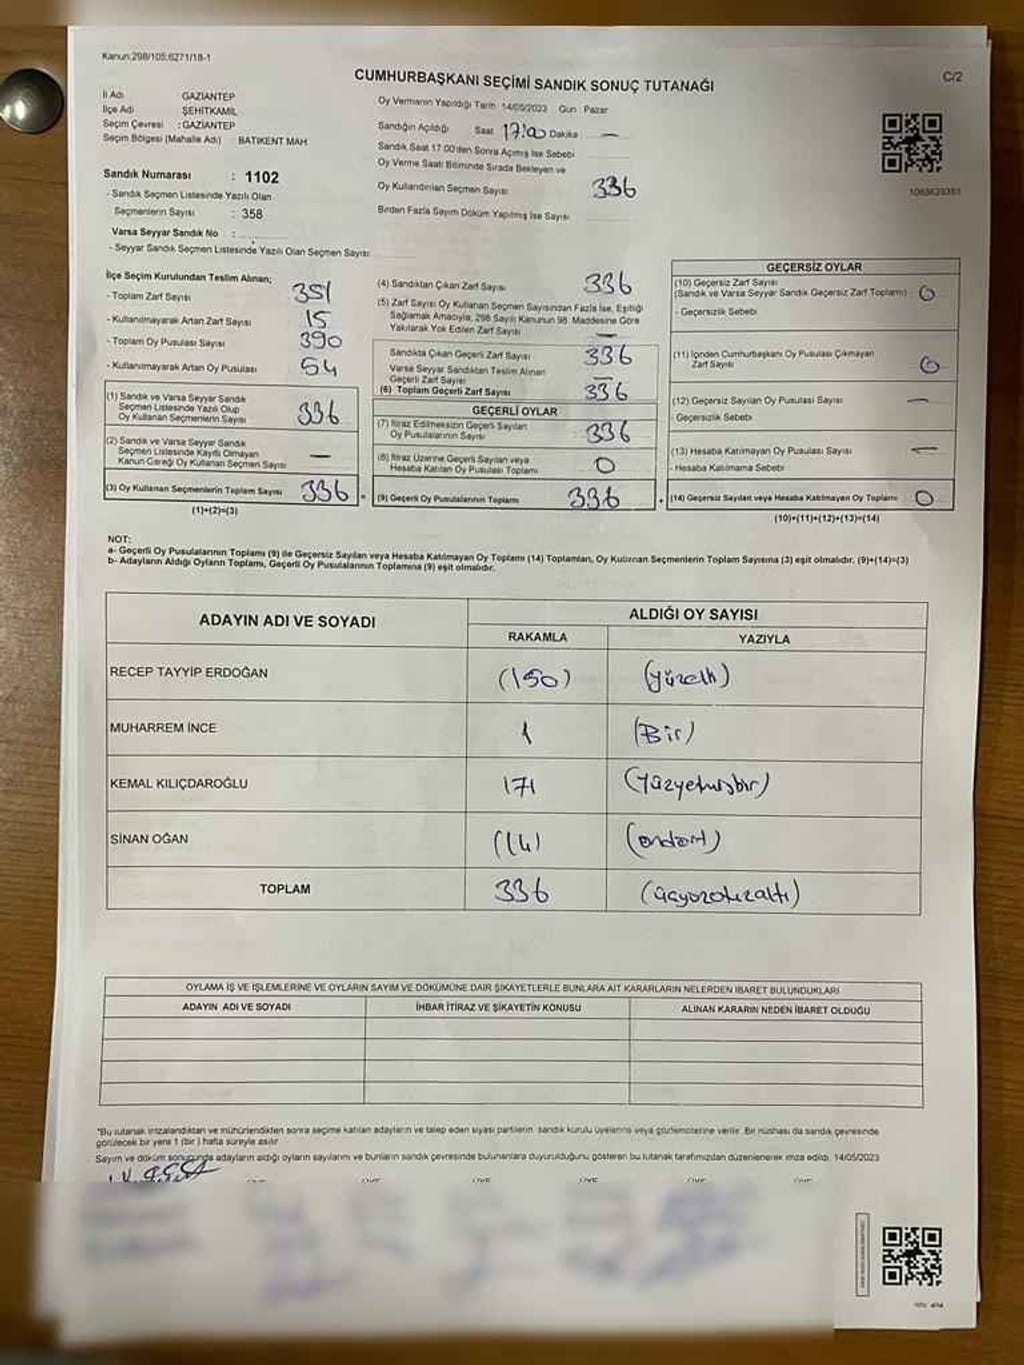 Kanun:298/105.6271/18-1
CUMHURBAŞKANI SEÇİMİ SANDIK SONUÇ TUTANAĞI
C/2
İl Adı GAZİANTEP
İlçe Adı ŞEHİTKAMİL
Seçim Çevresi : GAZİANTEP
Seçim Bölgesi (Mahalle Adı) BATIKENT MAH
Sandık Numarası : 1102
- Sandık Seçmen Listesinde Yazılı Olan
Seçmenlerin Sayısı : 358
Varsa Seyyar Sandık No :
- Seyyar Sandık Seçmen Listesinde Yazılı Olan Seçmen Sayısı
Oy Vermenin Yapıldığı Tarih 14/05/2023 Gün : Pazar
Sandığın Açıldığı Saat 17:00 Dakika —
Sandık Saat 17:00'den Sonra Açımış İse Sebebi
Oy Verme Saati Bitiminde Sırada Bekleyen ve
Oy Kullandırılan Seçmen Sayısı 336
Birden Fazla Sayım Döküm Yapılmış İse Sayısı
İlçe Seçim Kurulundan Teslim Alınan;
- Toplam Zarf Sayısı 351
- Kullanılmayarak Artan Zarf Sayısı 15
- Toplam Oy Pusulası Sayısı 390
- Kullanılmayarak Artan Oy Pusulası 54
(1) Sandık ve Varsa Seyyar Sandık
Seçmen Listesinde Yazılı Olup
Oy Kullanan Seçmenlerin Sayısı 336
(2) Sandık ve Varsa Seyyar Sandık
Seçmen Listesinde Kayıtlı Olmayan
Kanun Gereği Oy Kullanan Seçmen Sayısı —
(3) Oy Kullanan Seçmenlerin Toplam Sayısı 336
(1)+(2)=(3)
(4) Sandıktan Çıkan Zarf Sayısı 336
(5) Zarf Sayısı Oy Kullanan Seçmen Sayısından Fazla İse, Eşitliği
Sağlamak Amacıyla, 298 Sayılı Kanunun 98. Maddesine Göre
Yakılarak Yok Edilen Zarf Sayısı —
Sandıkta Çıkan Geçerli Zarf Sayısı 336
Varsa Seyyar Sandıktan Teslim Alınan
Geçerli Zarf Sayısı —
(6) Toplam Geçerli Zarf Sayısı 336
GEÇERLİ OYLAR
(7) İtiraz Edilmeksizin Geçerli Sayılan
Oy Pusulalarının Sayısı 336
(8) İtiraz Üzerine Geçerli Sayılan veya
Hesaba Katılan Oy Pusulası Toplamı 0
(9) Geçerli Oy Pusulalarının Toplamı 336
GEÇERSİZ OYLAR
(10) Geçersiz Zarf Sayısı
(Sandık ve Varsa Seyyar Sandık Geçersiz Zarf Toplamı) 0
- Geçersizlik Sebebi
(11) İçinden Cumhurbaşkanı Oy Pusulası Çıkmayan
Zarf Sayısı 0
(12) Geçersiz Sayılan Oy Pusulası Sayısı —
- Geçersizlik Sebebi
(13) Hesaba Katılmayan Oy Pusulası Sayısı —
- Hesaba Katılmama Sebebi
(14) Geçersiz Sayılan veya Hesaba Katılmayan Oy Toplamı 0
(10)+(11)+(12)+(13)=(14)
NOT:
a- Geçerli Oy Pusulalarının Toplamı (9) ile Geçersiz Sayılan veya Hesaba Katılmayan Oy Toplamı (14) Toplamları, Oy Kullanan Seçmenlerin Toplam Sayısına (3) eşit olmalıdır. (9)+(14)=(3)
b- Adayların Aldığı Oyların Toplamı, Geçerli Oy Pusulalarının Toplamına (9) eşit olmalıdır.
ADAYIN ADI VE SOYADI ALDIĞI OY SAYISI
RAKAMLA YAZIYLA
RECEP TAYYİP ERDOĞAN (150) (yüzelli)
MUHARREM İNCE 1 (Bir)
KEMAL KILIÇDAROĞLU 171 (Yüzyetmişbir)
SİNAN OĞAN (14) (ondört)
TOPLAM 336 (üçyüzotuzaltı)
OYLAMA İŞ VE İŞLEMLERİNE VE OYLARIN SAYIM VE DÖKÜMÜNE DAİR ŞİKAYETLERLE BUNLARA AİT KARARLARIN NELERDEN İBARET BULUNDUKLARI
ADAYIN ADI VE SOYADI İHBAR İTİRAZ VE ŞİKAYETİN KONUSU ALINAN KARARIN NEDEN İBARET OLDUĞU
*Bu tutanak imzalandıktan ve mühürlendikten sonra seçime katılan adayların ve talep eden siyasi partilerin sandık kurulu üyelerine veya gözlemcilerine verilir. Bir nüshası da sandık çevresinde
görülecek bir yere 1 (bir) hafta süreyle asılır
Sayım ve döküm sonucunda adayların aldığı oyların sayılarını ve bunların sandık çevresinde bulunanlara duyurulduğunu gösteren bu tutanak tarafımızdan düzenlenerek imza edildi. 14/05/2023